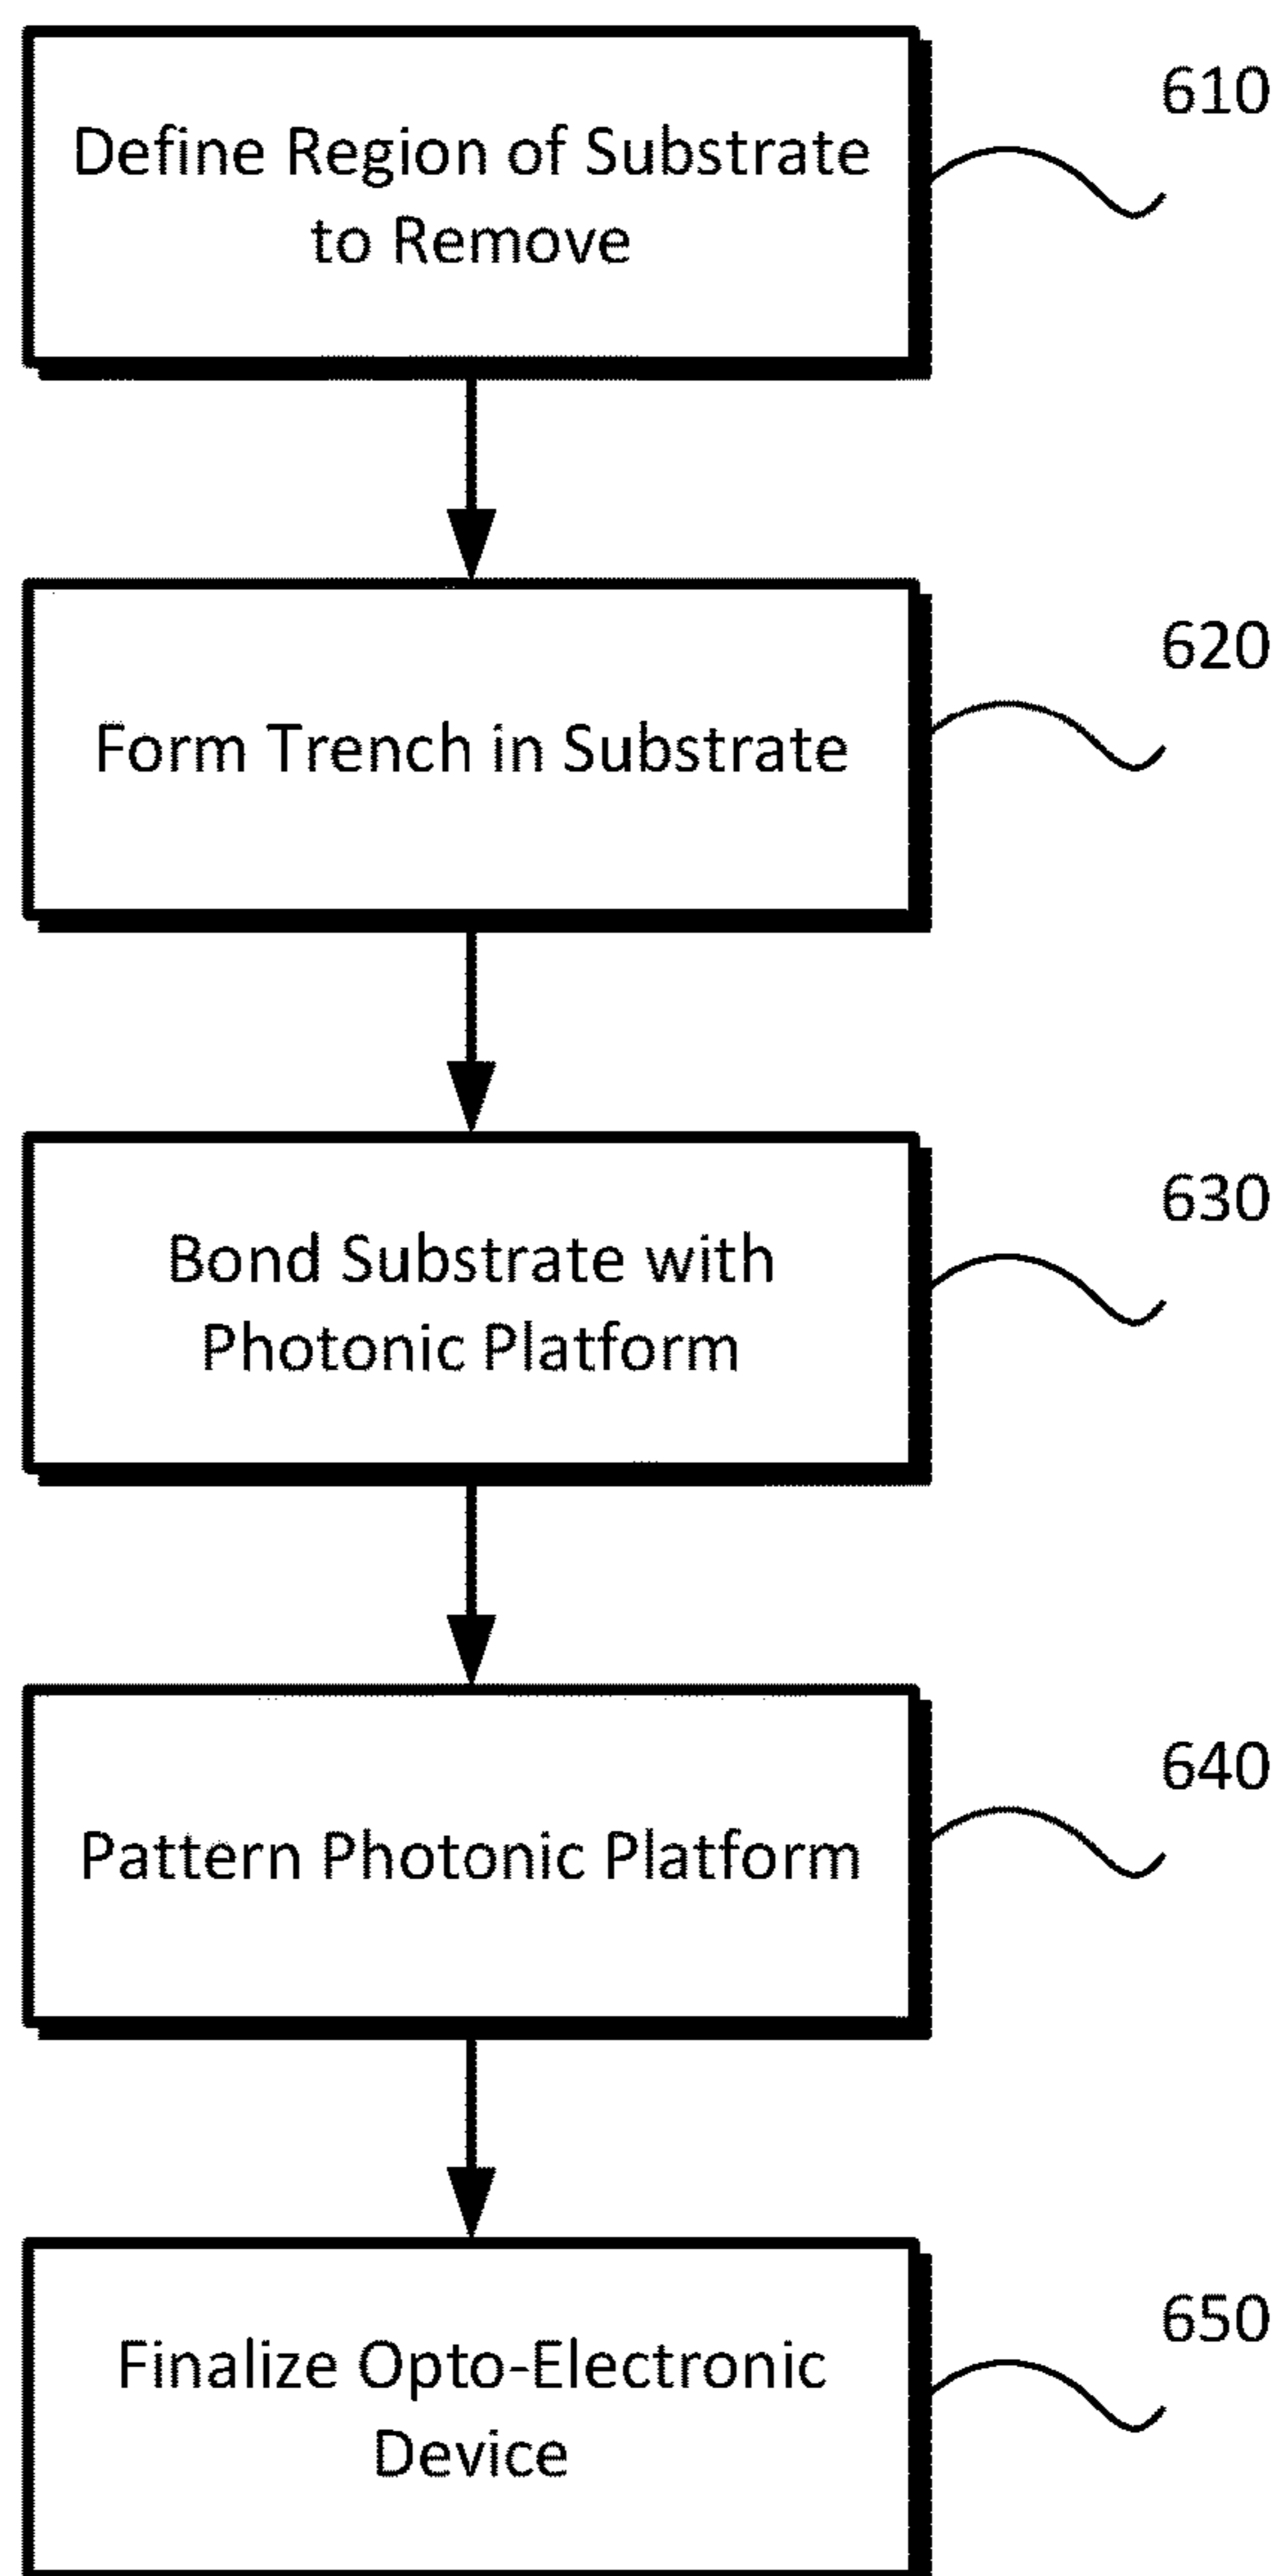 610
Define Region of Substrate
to Remove
620
Form Trench in Substrate
630
Bond Substrate with
Photonic Platform
640
Pattern Photonic Platform
650
Finalize Opto-Electronic
Device